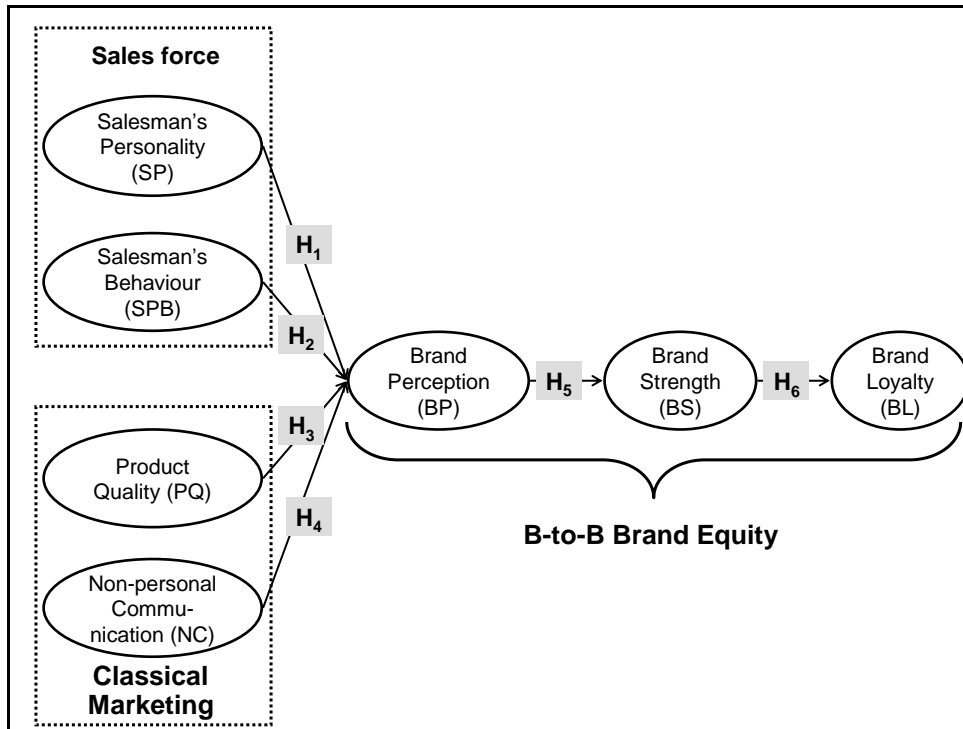 Sales force
Salesman's
Personality
(SP)
H1
Salesman's
Behaviour
(SPB)
H2
Brand
Perception
(BP)
H5
Brand
Strength
(BS)
H6
Brand
Loyalty
(BL)
H3
Product
Quality (PQ)
H4
B-to-B Brand Equity
Non-personal
Commu-
nication (NC)
Classical
Marketing